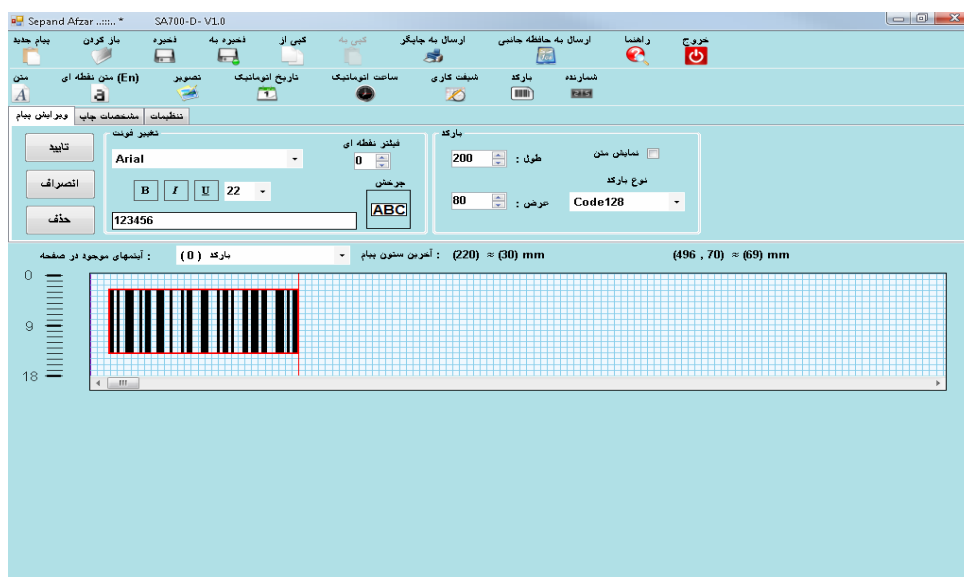 Sepand Afzar ..:::.. * SA700-D- V1.0
پیام جدید باز کردن ذخیره ذخیره به کپی از کپی به ارسال به چاپگر ارسال به حافظه جانبی راهنما خروج
متن متن نقطه ای (En) تصویر تاریخ اتوماتیک ساعت اتوماتیک شیفت کاری بارکد شمارنده
A a 1 215
ویرایش پیام مشخصات چاپ تنظیمات
تغییر فونت
بارکد
تایید
Arial
فیلتر نقطه ای
0
200
طول :
نمایش متن
انصراف
B I U 22
چرخش
ABC
نوع بارکد
80
عرض :
Code128
حذف
123456
آیتمهای موجود در صفحه :
بارکد ( 0 )
آخرین ستون پیام : (220) ≈ (30) mm
(496 , 70) ≈ (69) mm
0
9
18